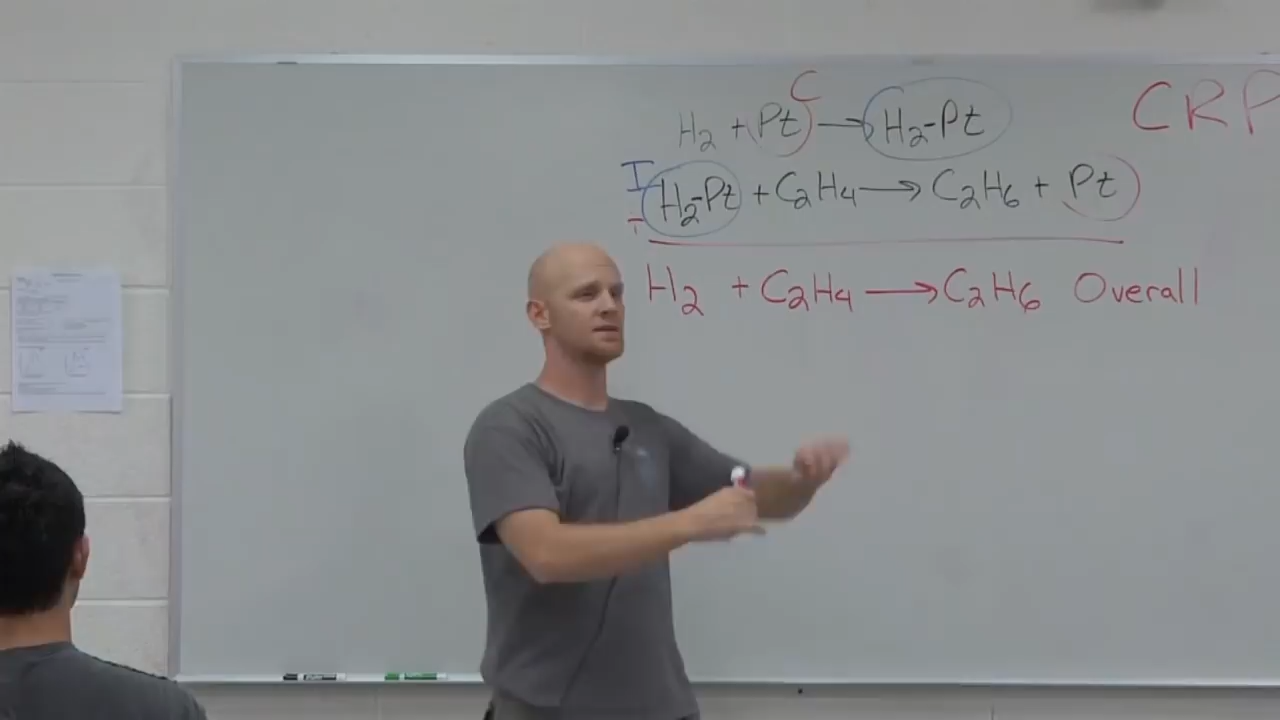 C
H₂ + Pt → H₂-Pt CRP
I H₂-Pt + C₂H₄ → C₂H₆ + Pt
H₂ + C₂H₄ → C₂H₆ Overall